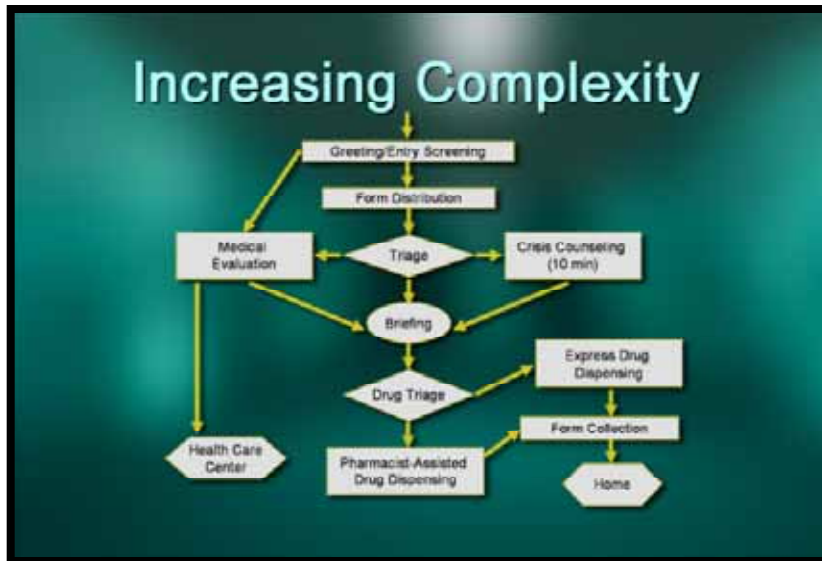 Increasing Complexity
Greeting/Entry Screening
Form Distribution
Medical
Evaluation
Triage
Crisis Counseling
(10 min)
Briefing
Express Drug
Dispensing
Drug Triage
Form Collection
Health Care
Center
Pharmacist-Assisted
Drug Dispensing
Home